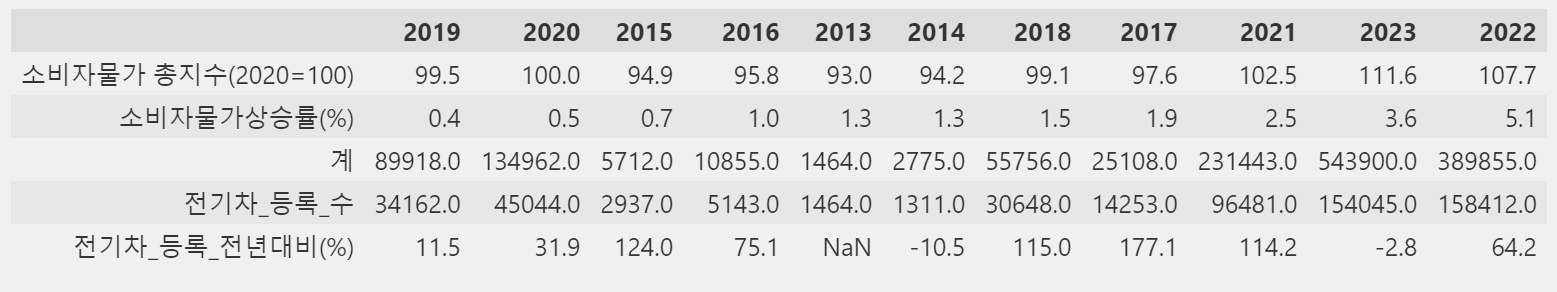 2019 2020 2015 2016 2013 2014 2018 2017 2021 2023 2022
소비자물가 총지수(2020=100) 99.5 100.0 94.9 95.8 93.0 94.2 99.1 97.6 102.5 111.6 107.7
소비자물가상승률(%) 0.4 0.5 0.7 1.0 1.3 1.3 1.5 1.9 2.5 3.6 5.1
계 89918.0 134962.0 5712.0 10855.0 1464.0 2775.0 55756.0 25108.0 231443.0 543900.0 389855.0
전기차_등록_수 34162.0 45044.0 2937.0 5143.0 1464.0 1311.0 30648.0 14253.0 96481.0 154045.0 158412.0
전기차_등록_전년대비(%) 11.5 31.9 124.0 75.1 NaN -10.5 115.0 177.1 114.2 -2.8 64.2